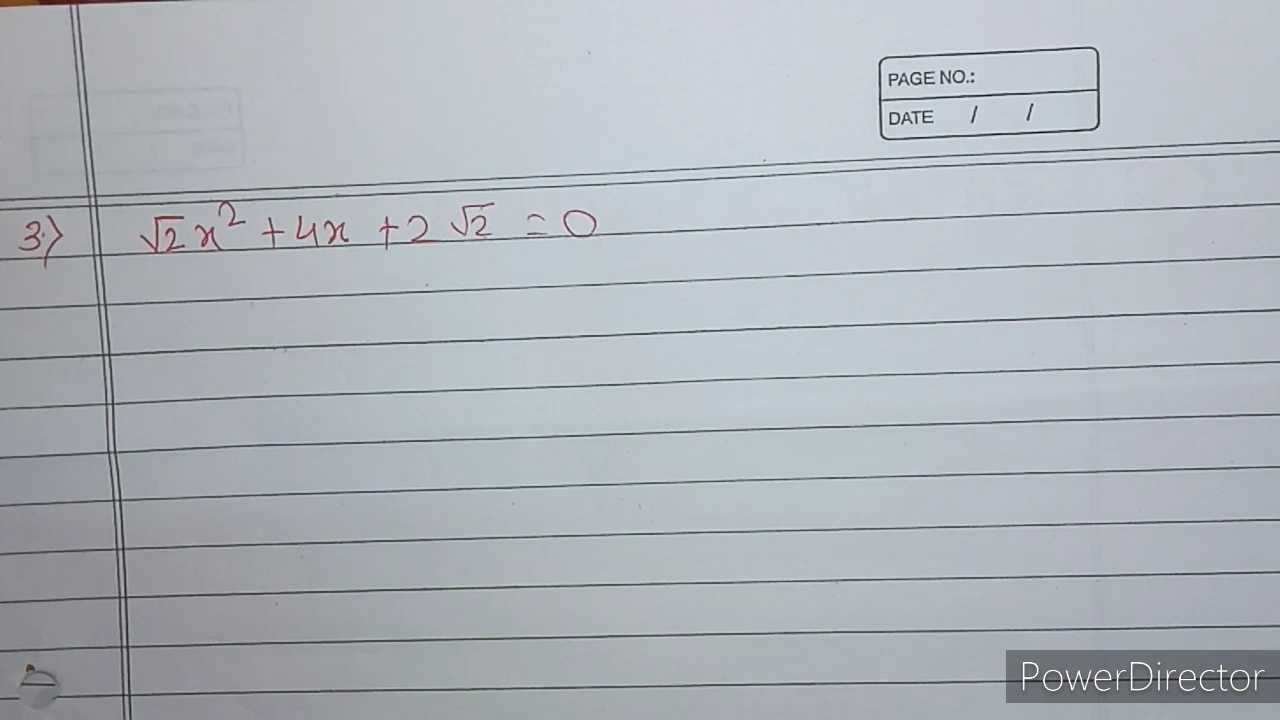 PAGE NO.:
DATE / /
3.) √2x² + 4x + 2√2 = 0
PowerDirector